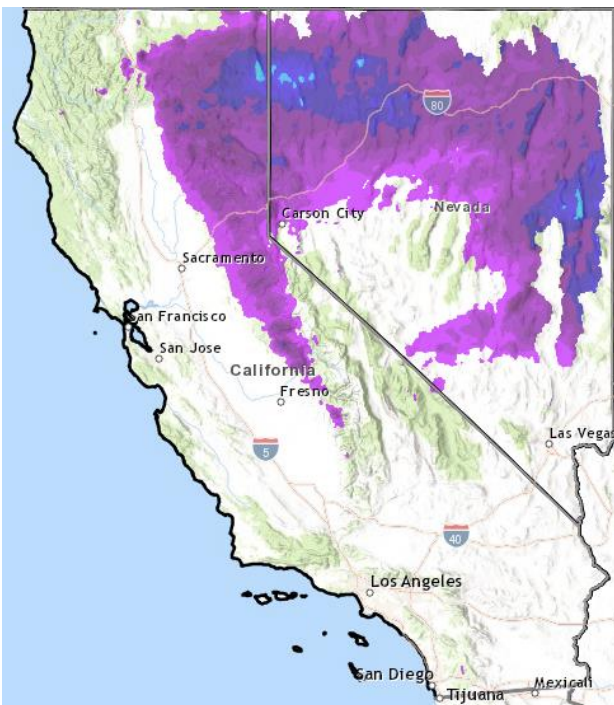 80
Nevada
Carson City
Sacramento
San Francisco
San Jose
California
Fresno
Las Vegas
5
40
Los Angeles
San Diego
Mexicali
Tijuana